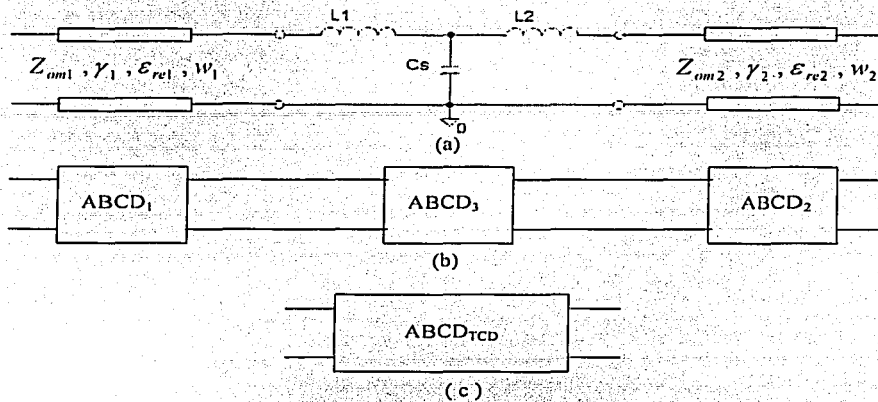 L1 L2
Cs
Z_om1 , γ_1 , ε_re1 , w_1 Z_om2 , γ_2 , ε_re2 , w_2
0
(a)
ABCD_1 ABCD_3 ABCD_2
(b)
ABCD_TCD
( c )